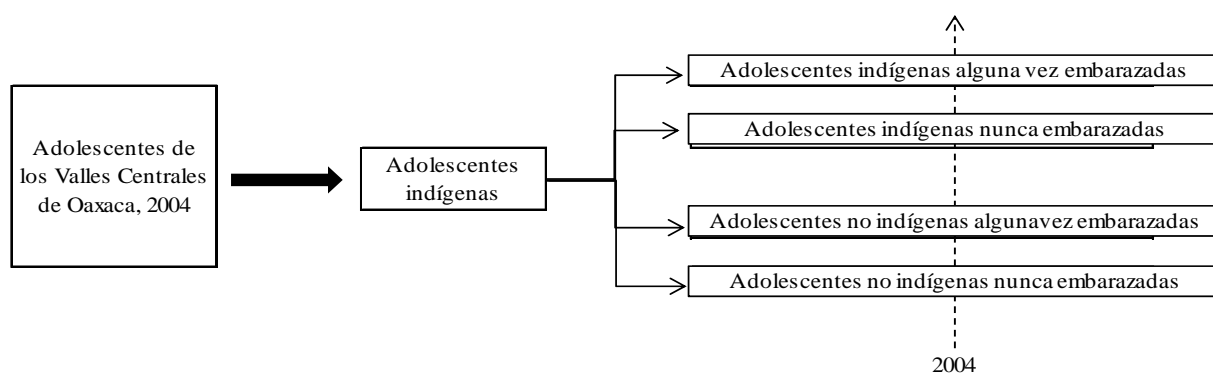 Adolescentes de
los Valles Centrales
de Oaxaca, 2004
Adolescentes
indígenas
Adolescentes indígenas alguna vez embarazadas
Adolescentes indígenas nunca embarazadas
Adolescentes no indígenas algunavez embarazadas
Adolescentes no indígenas nunca embarazadas
2004